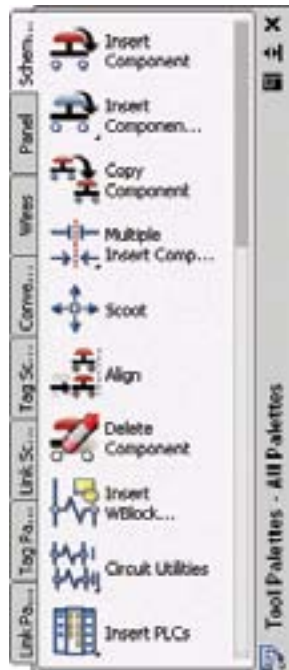 Schem...
Panel
Wires
Conve...
Tag Sc...
Link Sc...
Tag Pa...
Link Pa...
Insert
Component
Insert
Componen...
Copy
Component
Multiple
Insert Comp...
Scoot
Align
Delete
Component
Insert
WBlock...
Circuit Utilities
Insert PLCs
Tool Palettes - All Palettes